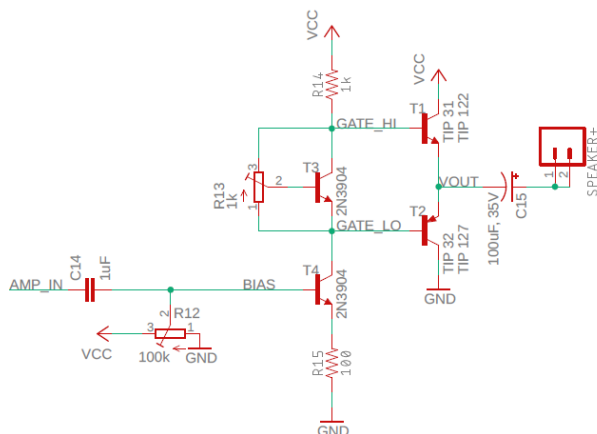 VCC
R14
1k
VCC
T1
TIP 31
TIP 122
GATE_HI
3
T3
2
R13
1k
1
2N3904
SPEAKER+
1
2
VOUT
100uF, 35V
C15
T2
GATE_LO
TIP 32
TIP 127
GND
C14
1uF
T4
2N3904
AMP_IN
BIAS
2
R12
3
1
VCC
100k
GND
R15
100
GND